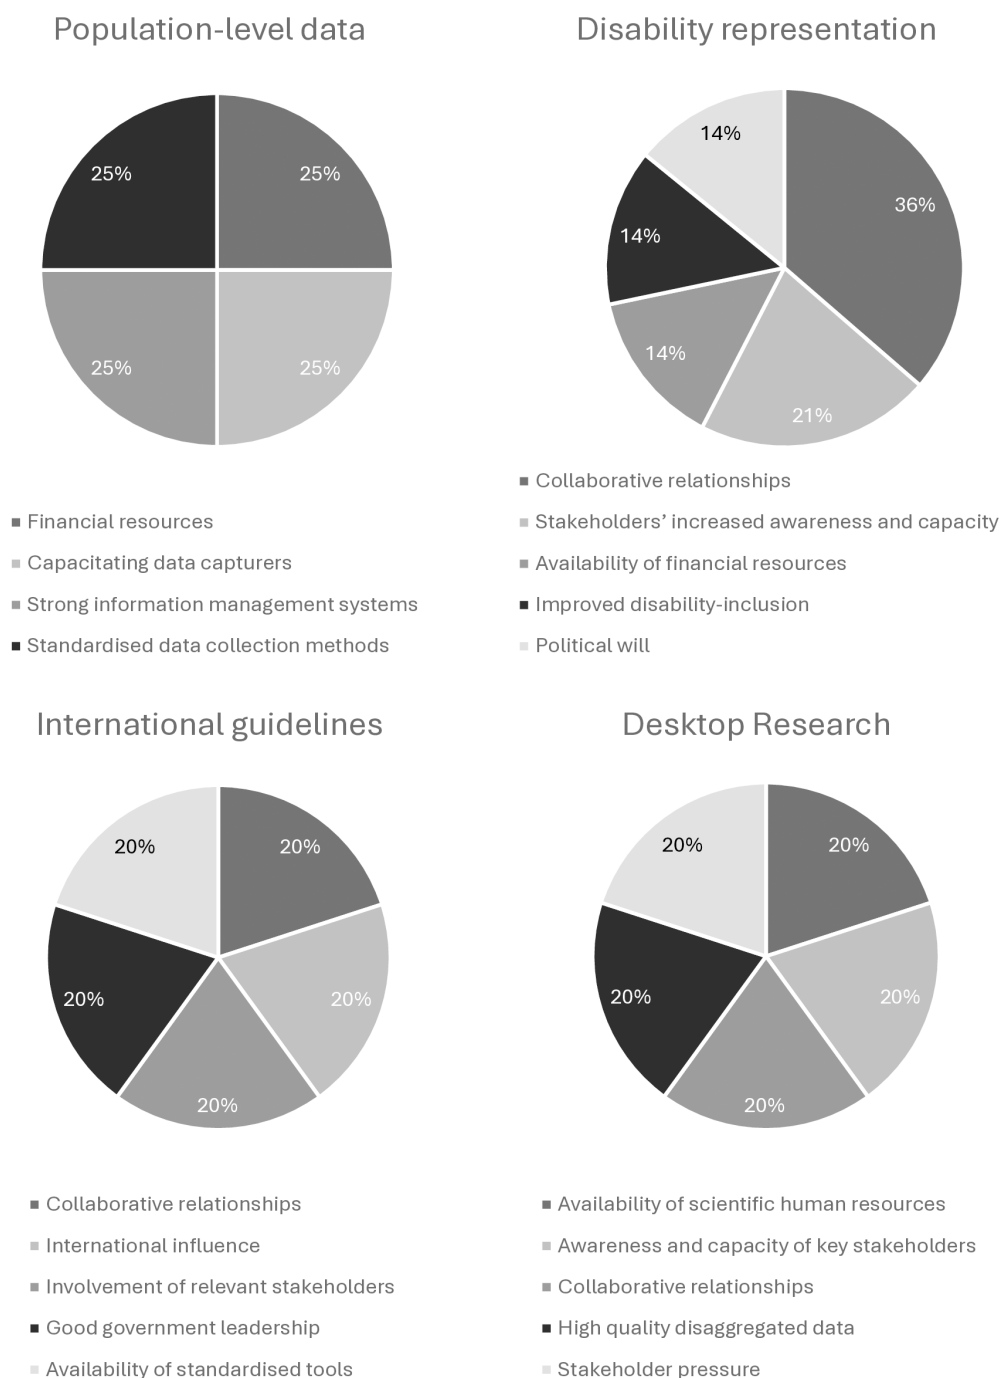 Population-level data
25%
25%
25%
25%
Financial resources
Capacitating data capturers
Strong information management systems
Standardised data collection methods
Disability representation
14%
36%
14%
14%
21%
Collaborative relationships
Stakeholders’ increased awareness and capacity
Availability of financial resources
Improved disability-inclusion
Political will
International guidelines
20%
20%
20%
20%
20%
Collaborative relationships
International influence
Involvement of relevant stakeholders
Good government leadership
Availability of standardised tools
Desktop Research
20%
20%
20%
20%
20%
Availability of scientific human resources
Awareness and capacity of key stakeholders
Collaborative relationships
High quality disaggregated data
Stakeholder pressure